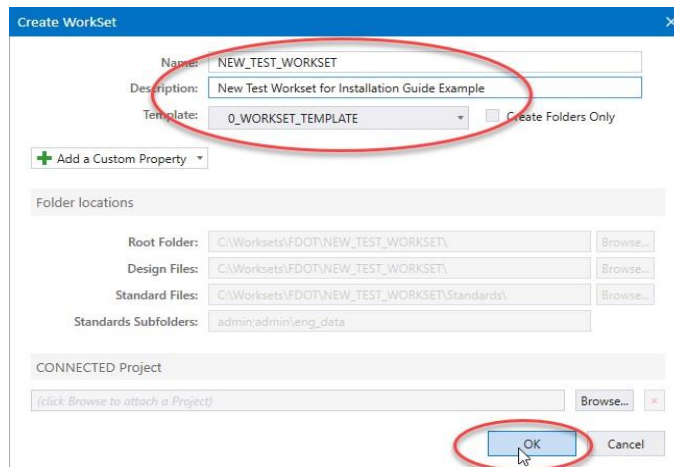 Create WorkSet
Name: NEW_TEST_WORKSET
Description: New Test Workset for Installation Guide Example
Template: 0_WORKSET_TEMPLATE Create Folders Only
Add a Custom Property
Folder locations
Root Folder: C:\Worksets\FDOT\NEW_TEST_WORKSET\ Browse...
Design Files: C:\Worksets\FDOT\NEW_TEST_WORKSET\ Browse...
Standard Files: C:\Worksets\FDOT\NEW_TEST_WORKSET\Standards\ Browse...
Standards Subfolders: admin;admin\eng_data
CONNECTED Project
(click Browse to attach a Project) Browse...
OK Cancel